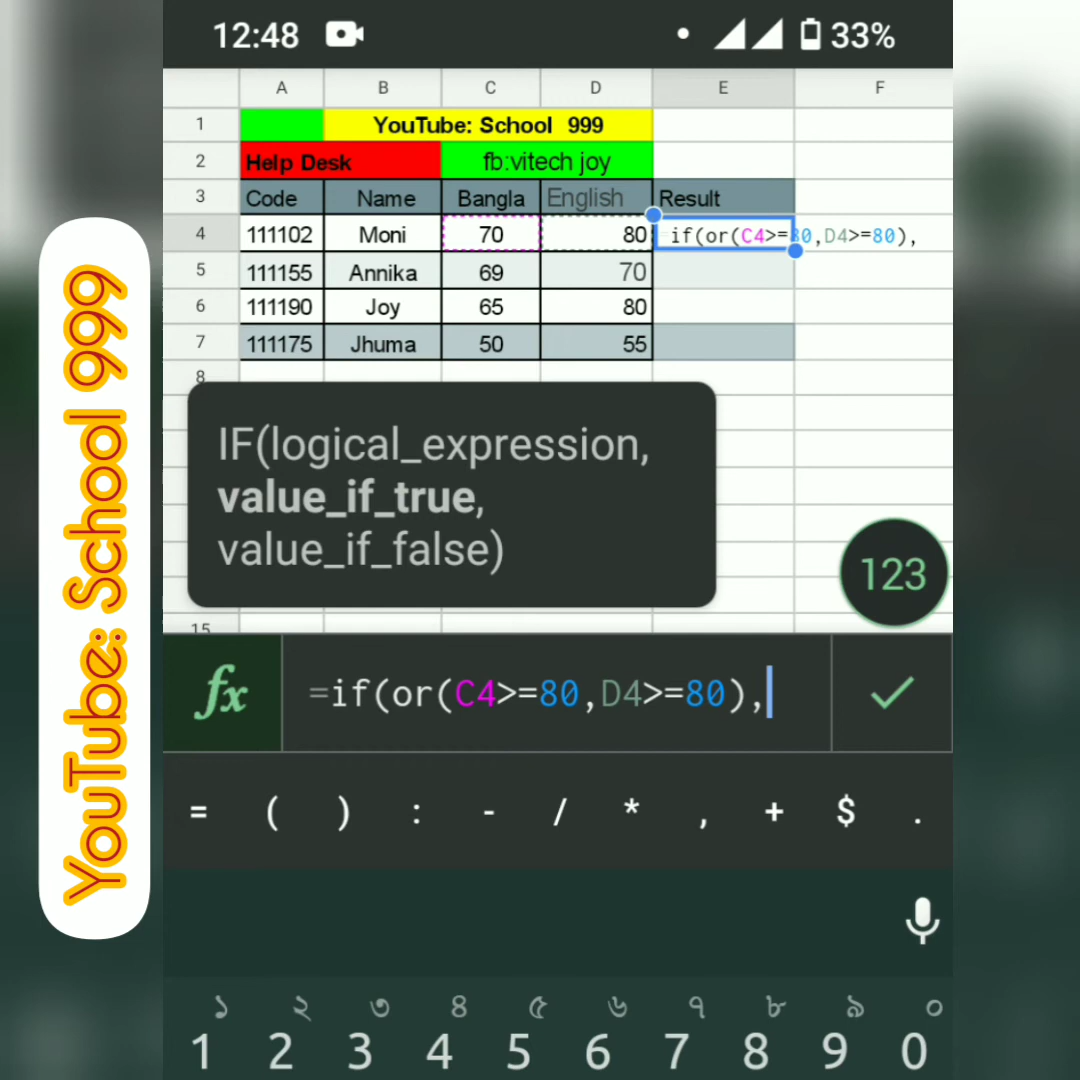 YouTube: School 999
12:48 33%
A B C D E F
1 YouTube: School 999
2 Help Desk fb:vitech joy
3 Code Name Bangla English Result
4 111102 Moni 70 80 =if(or(C4>=80,D4>=80),
5 111155 Annika 69 70
6 111190 Joy 65 80
7 111175 Jhuma 50 55
8
IF(logical_expression,
value_if_true,
value_if_false)
123
15
fx =if(or(C4>=80,D4>=80),
= ( ) : - / * , + $ .
১ ২ ৩ ৪ ৫ ৬ ৭ ৮ ৯ ০
1 2 3 4 5 6 7 8 9 0